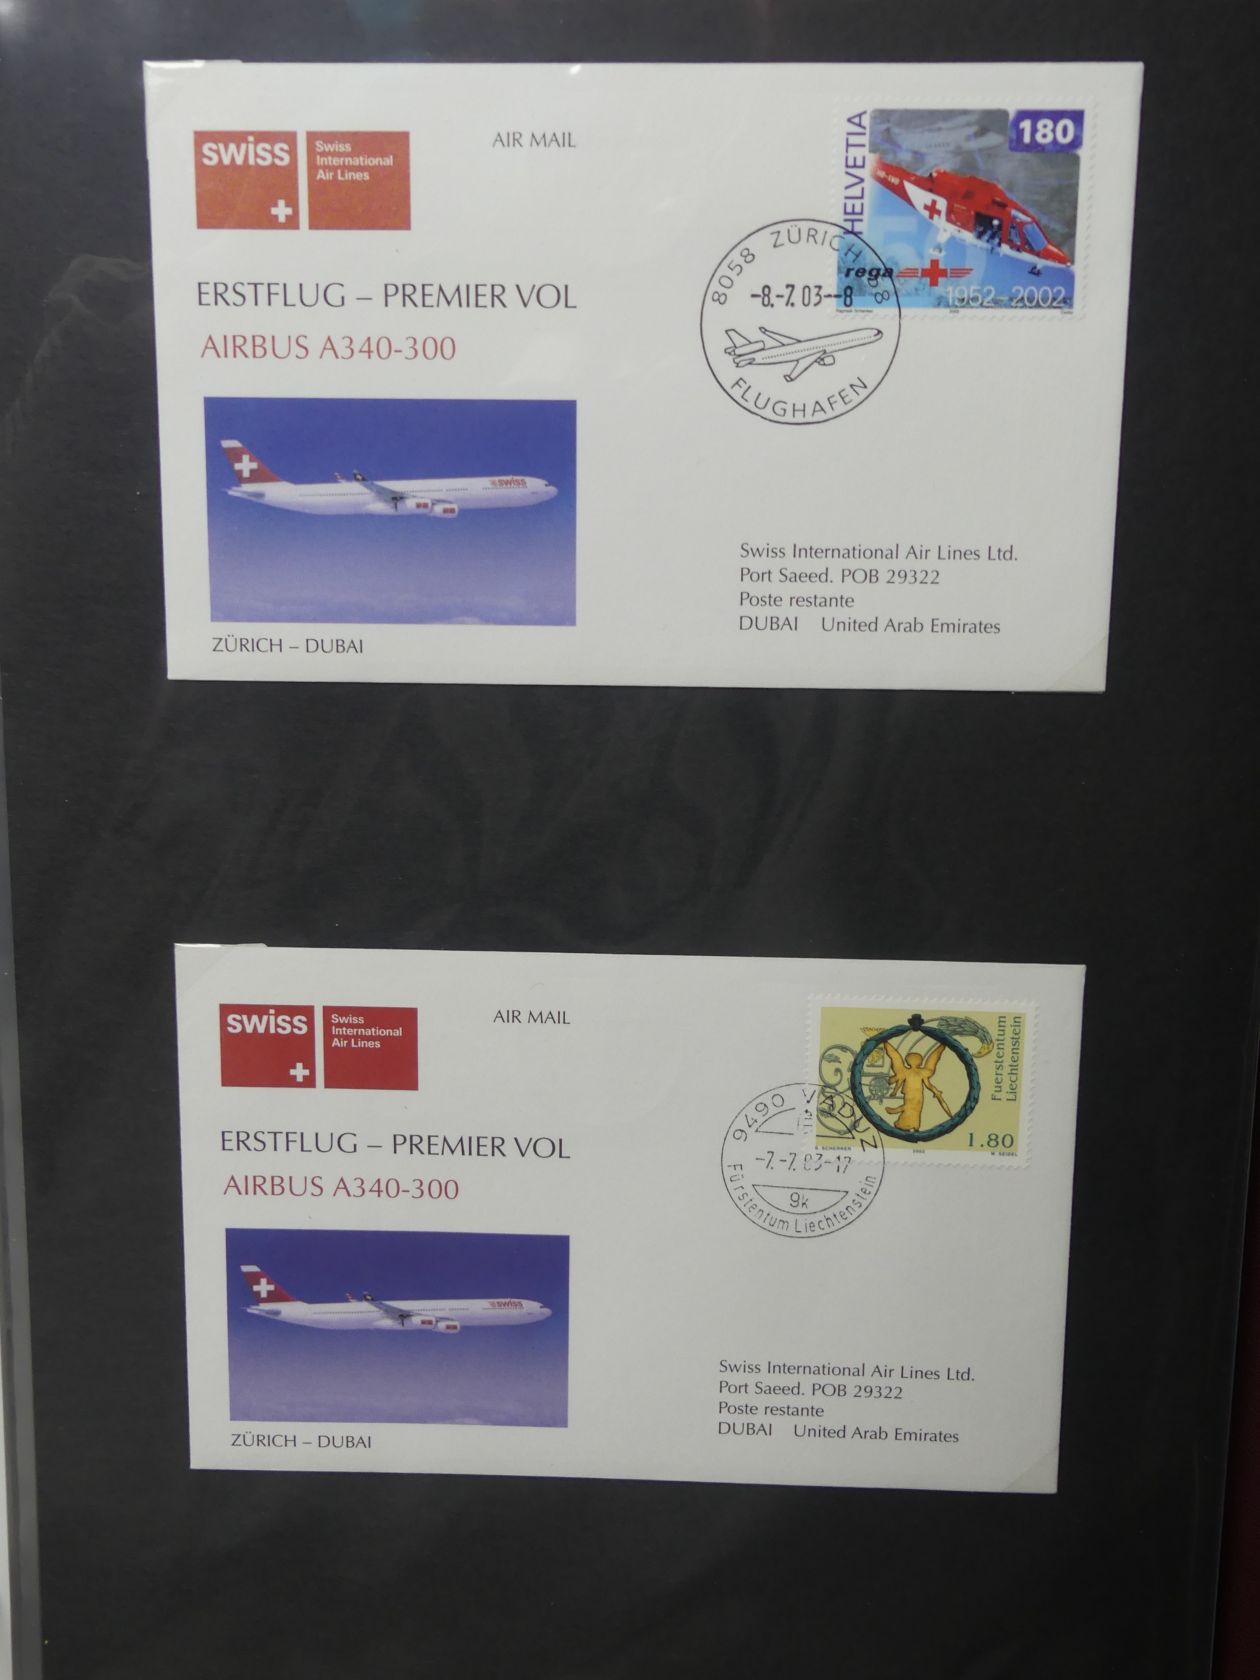 swiss
Swiss
International
Air Lines
AIR MAIL
HELVETIA
180
rega
1952–2002
8058 ZÜRICH 58
-8.-7.03--8
FLUGHAFEN
ERSTFLUG – PREMIER VOL
AIRBUS A340-300
swiss
ZÜRICH – DUBAI
Swiss International Air Lines Ltd.
Port Saeed. POB 29322
Poste restante
DUBAI United Arab Emirates
swiss
Swiss
International
Air Lines
AIR MAIL
Fuerstentum
Liechtenstein
1.80
9490 VADUZ
-7.-7.03-17
9k
Fürstentum Liechtenstein
ERSTFLUG – PREMIER VOL
AIRBUS A340-300
swiss
ZÜRICH – DUBAI
Swiss International Air Lines Ltd.
Port Saeed. POB 29322
Poste restante
DUBAI United Arab Emirates